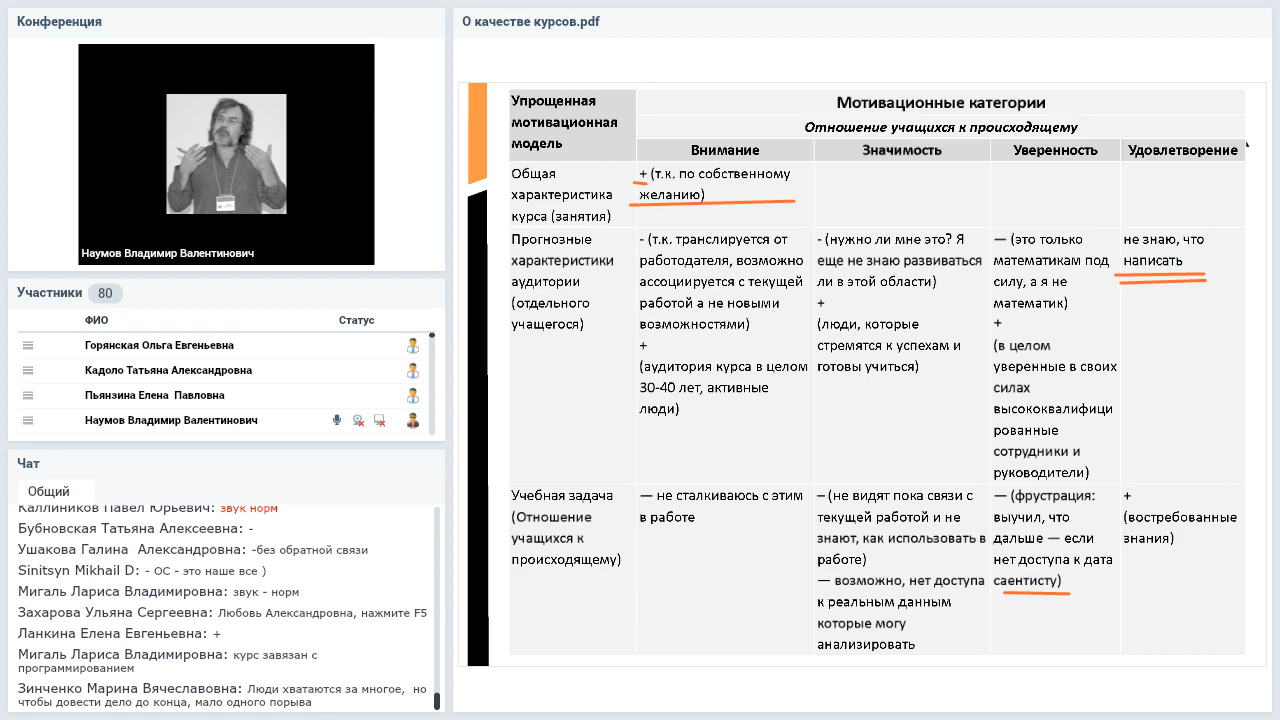 Конференция
Наумов Владимир Валентинович
Участники 80
ФИО Статус
Горянская Ольга Евгеньевна
Кадоло Татьяна Александровна
Пьянзина Елена Павловна
Наумов Владимир Валентинович
Чат
Общий
Каллиников Павел Юрьевич: звук норм
Бубновская Татьяна Алексеевна: -
Ушакова Галина Александровна: -без обратной связи
Sinitsyn Mikhail D: - ОС - это наше все )
Мигаль Лариса Владимировна: звук - норм
Захарова Ульяна Сергеевна: Любовь Александровна, нажмите F5
Ланкина Елена Евгеньевна: +
Мигаль Лариса Владимировна: курс завязан с
программированием
Зинченко Марина Вячеславовна: Люди хватаются за многое, но
чтобы довести дело до конца, мало одного порыва
О качестве курсов.pdf
Упрощенная
мотивационная
модель
Мотивационные категории
Отношение учащихся к происходящему
Внимание
Значимость
Уверенность
Удовлетворение
Общая
характеристика
курса (занятия)
+ (т.к. по собственному
желанию)
Прогнозные
характеристики
аудитории
(отдельного
учащегося)
- (т.к. транслируется от
работодателя, возможно
ассоциируется с текущей
работой а не новыми
возможностями)
+
(аудитория курса в целом
30-40 лет, активные
люди)
- (нужно ли мне это? Я
еще не знаю развиваться
ли в этой области)
+
(люди, которые
стремятся к успехам и
готовы учиться)
— (это только
математикам под
силу, а я не
математик)
+
(в целом
уверенные в своих
силах
высококвалифици
рованные
сотрудники и
руководители)
не знаю, что
написать
Учебная задача
(Отношение
учащихся к
происходящему)
— не сталкиваюсь с этим
в работе
– (не видят пока связи с
текущей работой и не
знают, как использовать в
работе)
— возможно, нет доступа
к реальным данным
которые могу
анализировать
— (фрустрация:
выучил, что
дальше — если
нет доступа к дата
саентисту)
+
(востребованные
знания)